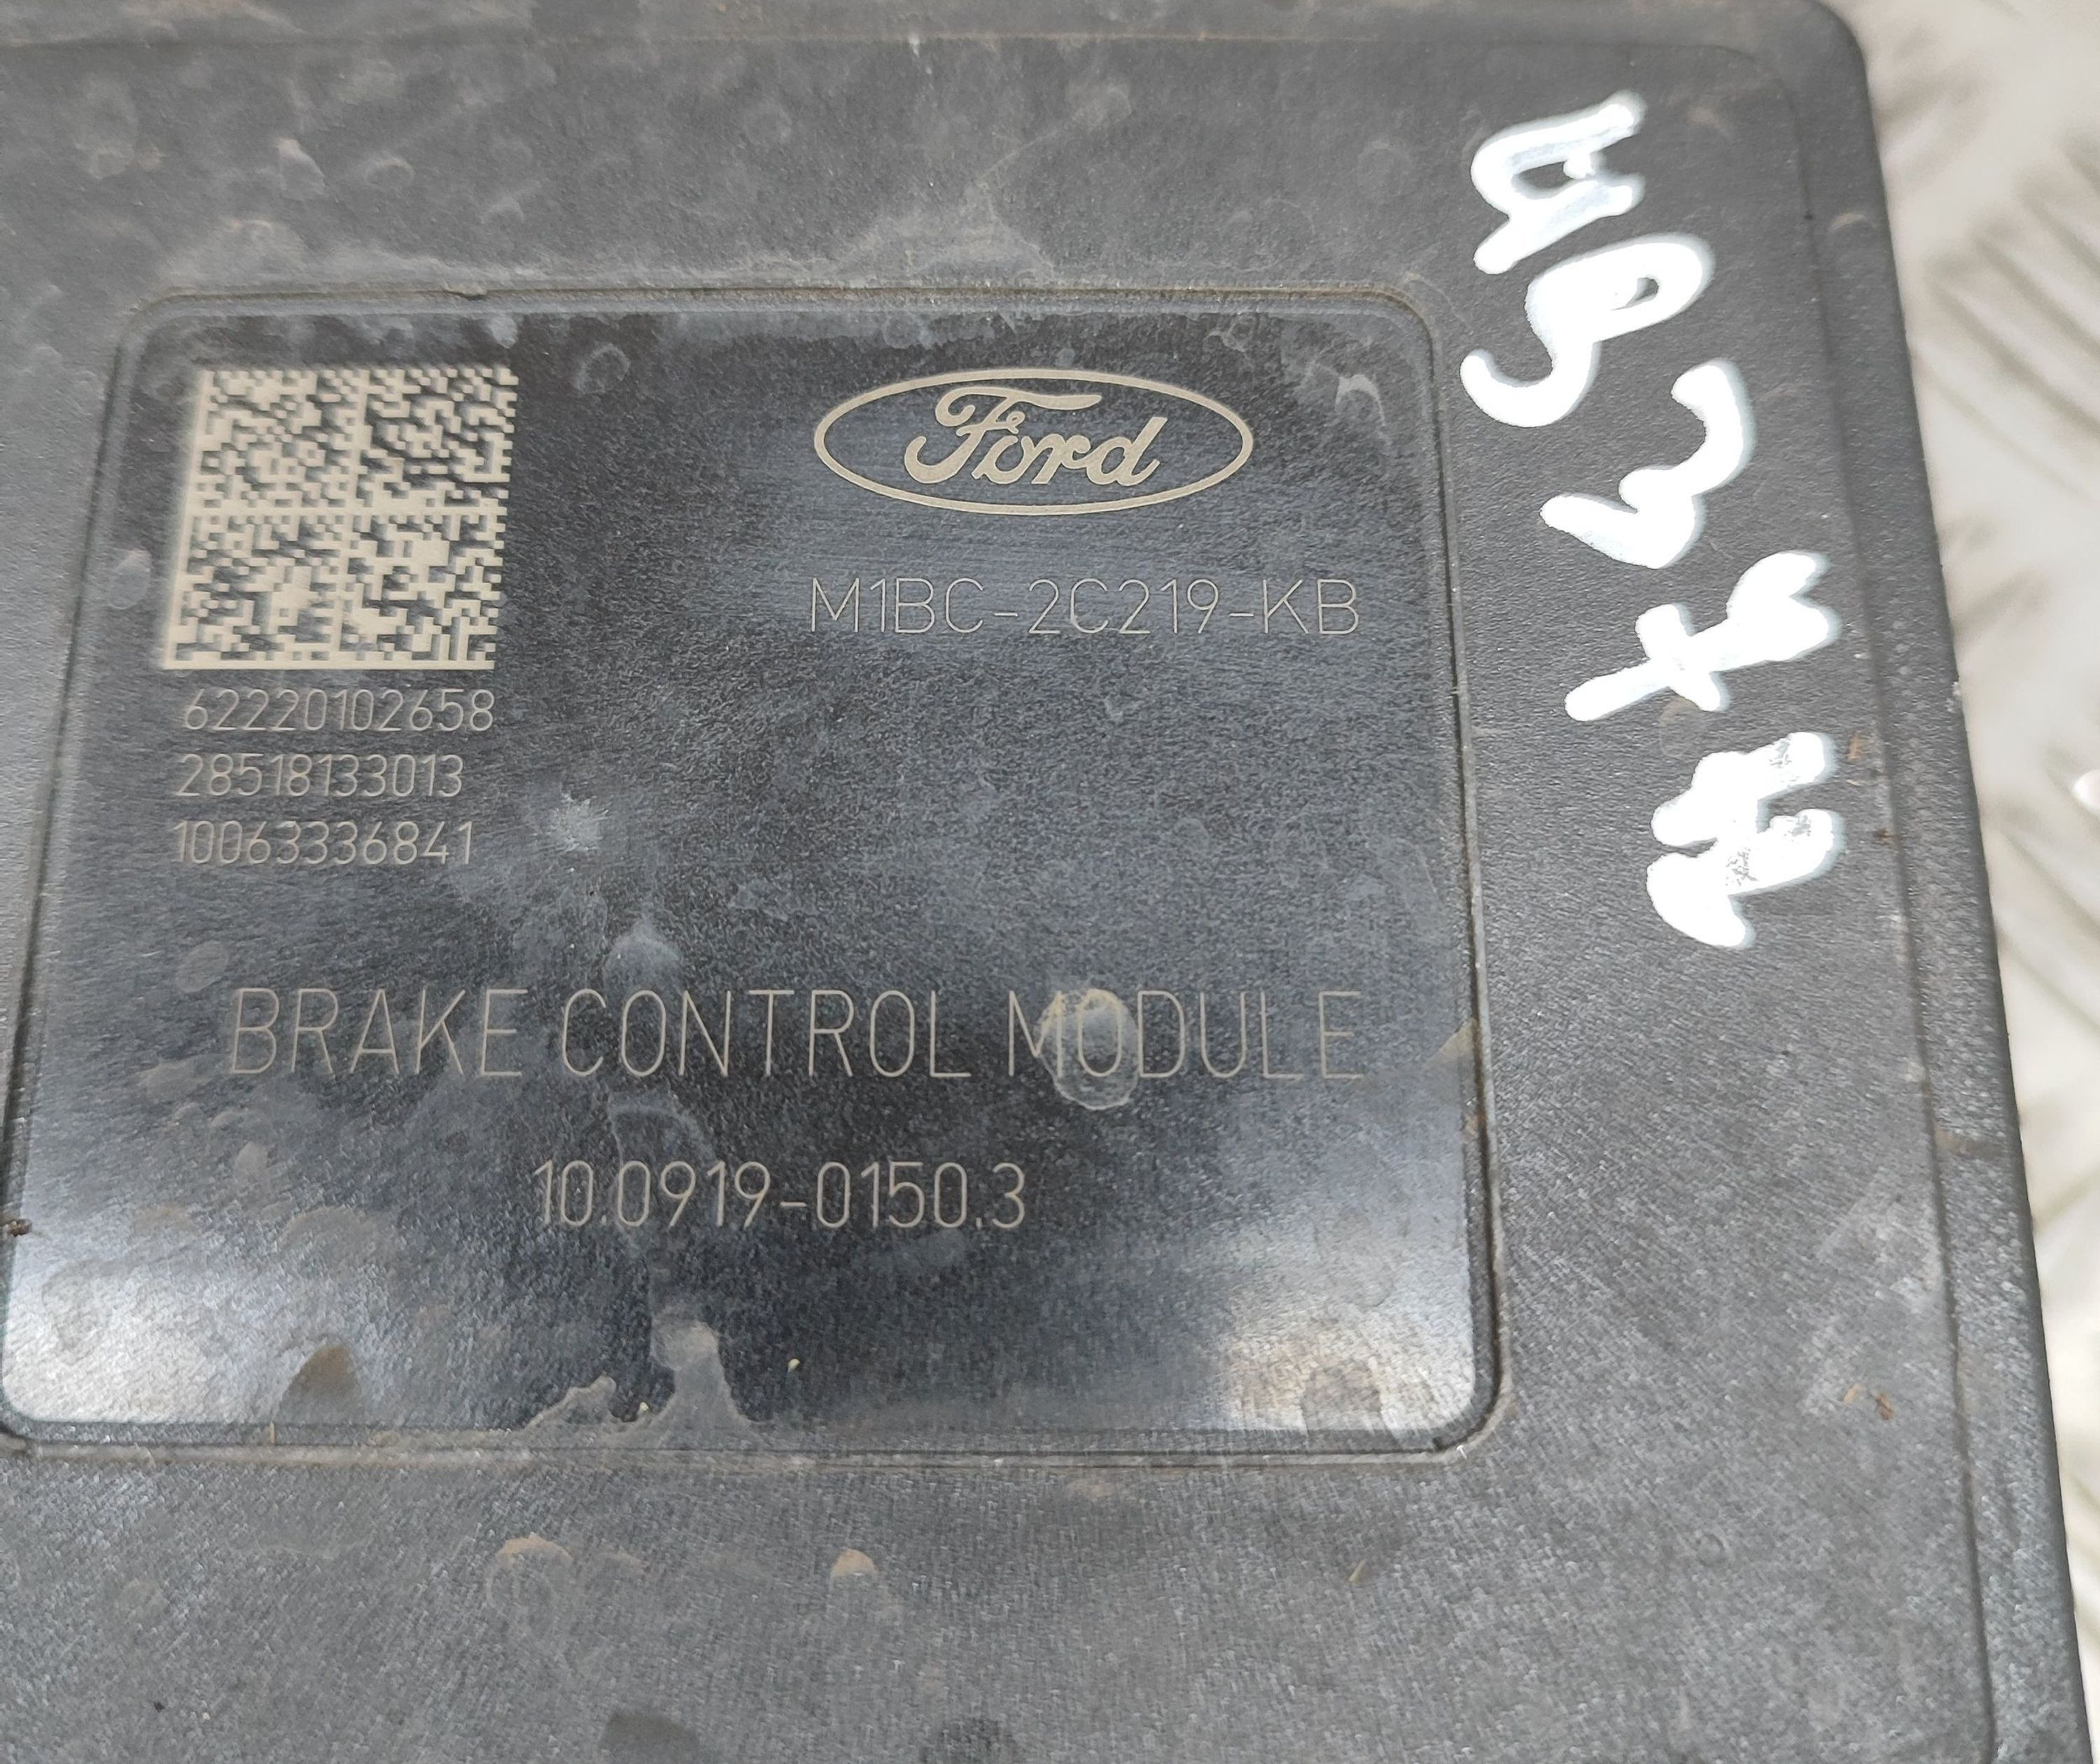 Ford
M1BC-2C219-KB
62220102658
28518133013
10063336841
BRAKE CONTROL MODULE
10.0919-0150.3